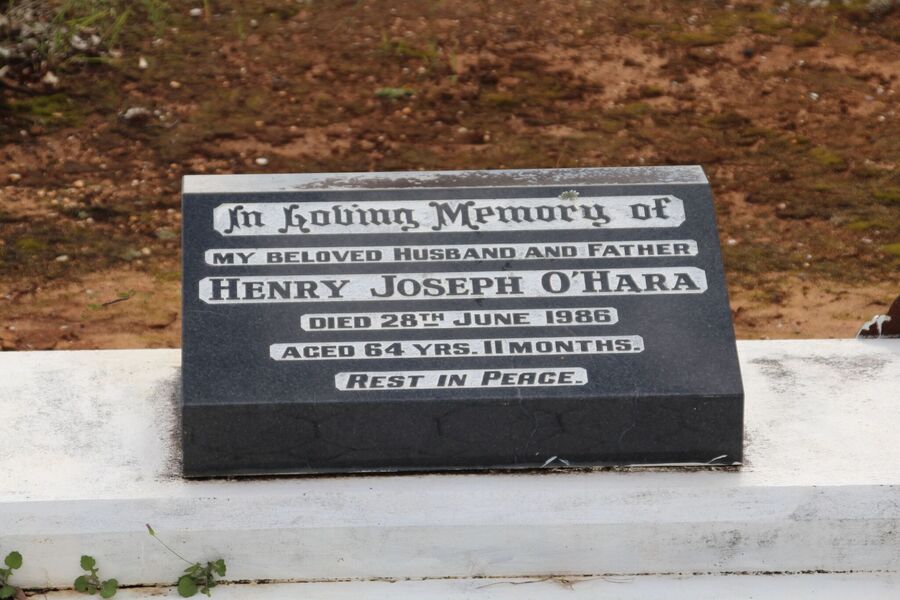 In Loving Memory of
MY BELOVED HUSBAND AND FATHER
HENRY JOSEPH O'HARA
DIED 28TH JUNE 1986
AGED 64 YRS. 11 MONTHS.
REST IN PEACE.